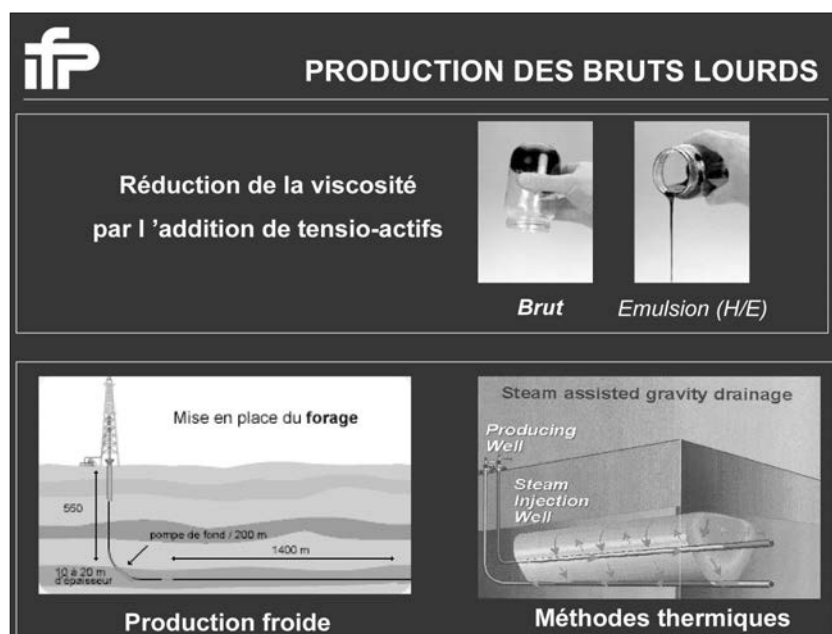 ifp
PRODUCTION DES BRUTS LOURDS
Réduction de la viscosité
par l ’addition de tensio-actifs
Brut
Emulsion (H/E)
Mise en place du forage
550
pompe de fond / 200 m
1400 m
10 à 20 m
d'épaisseur
Production froide
Steam assisted gravity drainage
Producing
Well
Steam
Injection
Well
Méthodes thermiques